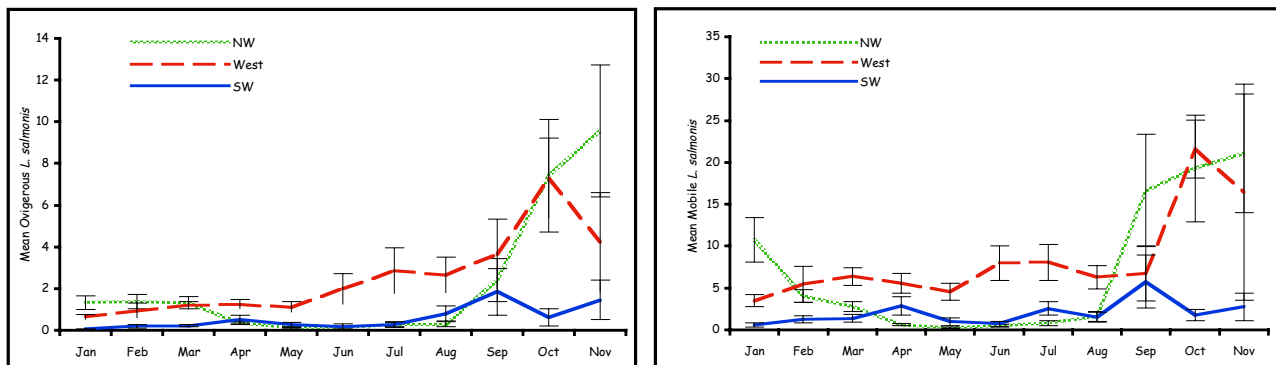 Mean Ovigerous L. salmonis
14
12
10
8
6
4
2
0
NW
West
SW
Jan Feb Mar Apr May Jun Jul Aug Sep Oct Nov
Mean Mobile L. salmonis
35
30
25
20
15
10
5
0
NW
West
SW
Jan Feb Mar Apr May Jun Jul Aug Sep Oct Nov